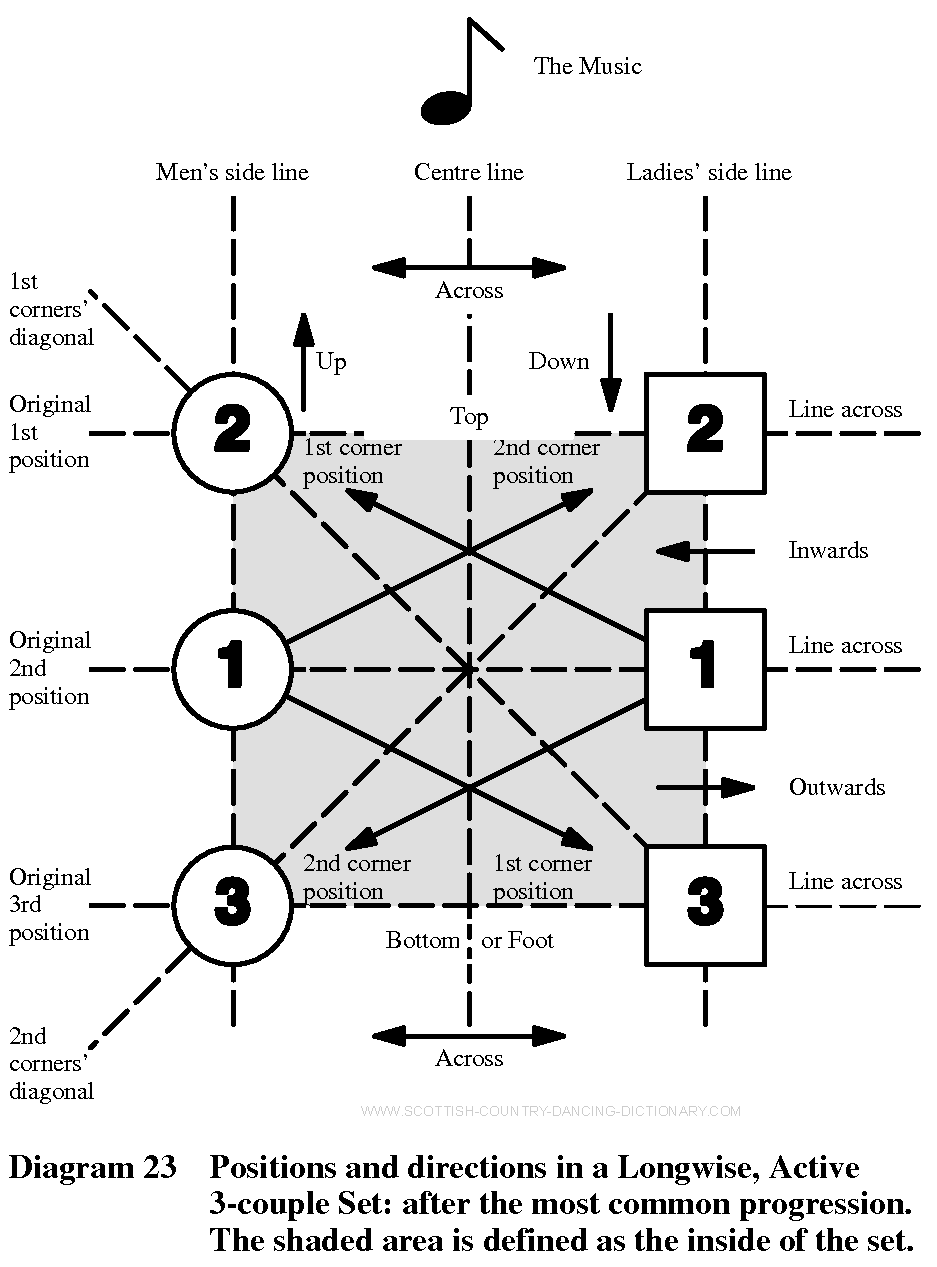 The Music
Men's side line
Centre line
Ladies' side line
1st
corners'
diagonal
Across
Up
Down
Original
1st
position
2
Top
2
Line across
1st corner
position
2nd corner
position
Inwards
Original
2nd
position
1
1
Line across
Outwards
2nd corner
position
1st corner
position
Original
3rd
position
3
3
Line across
Bottom or Foot
2nd
corners'
diagonal
Across
WWW.SCOTTISH-COUNTRY-DANCING-DICTIONARY.COM
Diagram 23 Positions and directions in a Longwise, Active
3-couple Set: after the most common progression.
The shaded area is defined as the inside of the set.